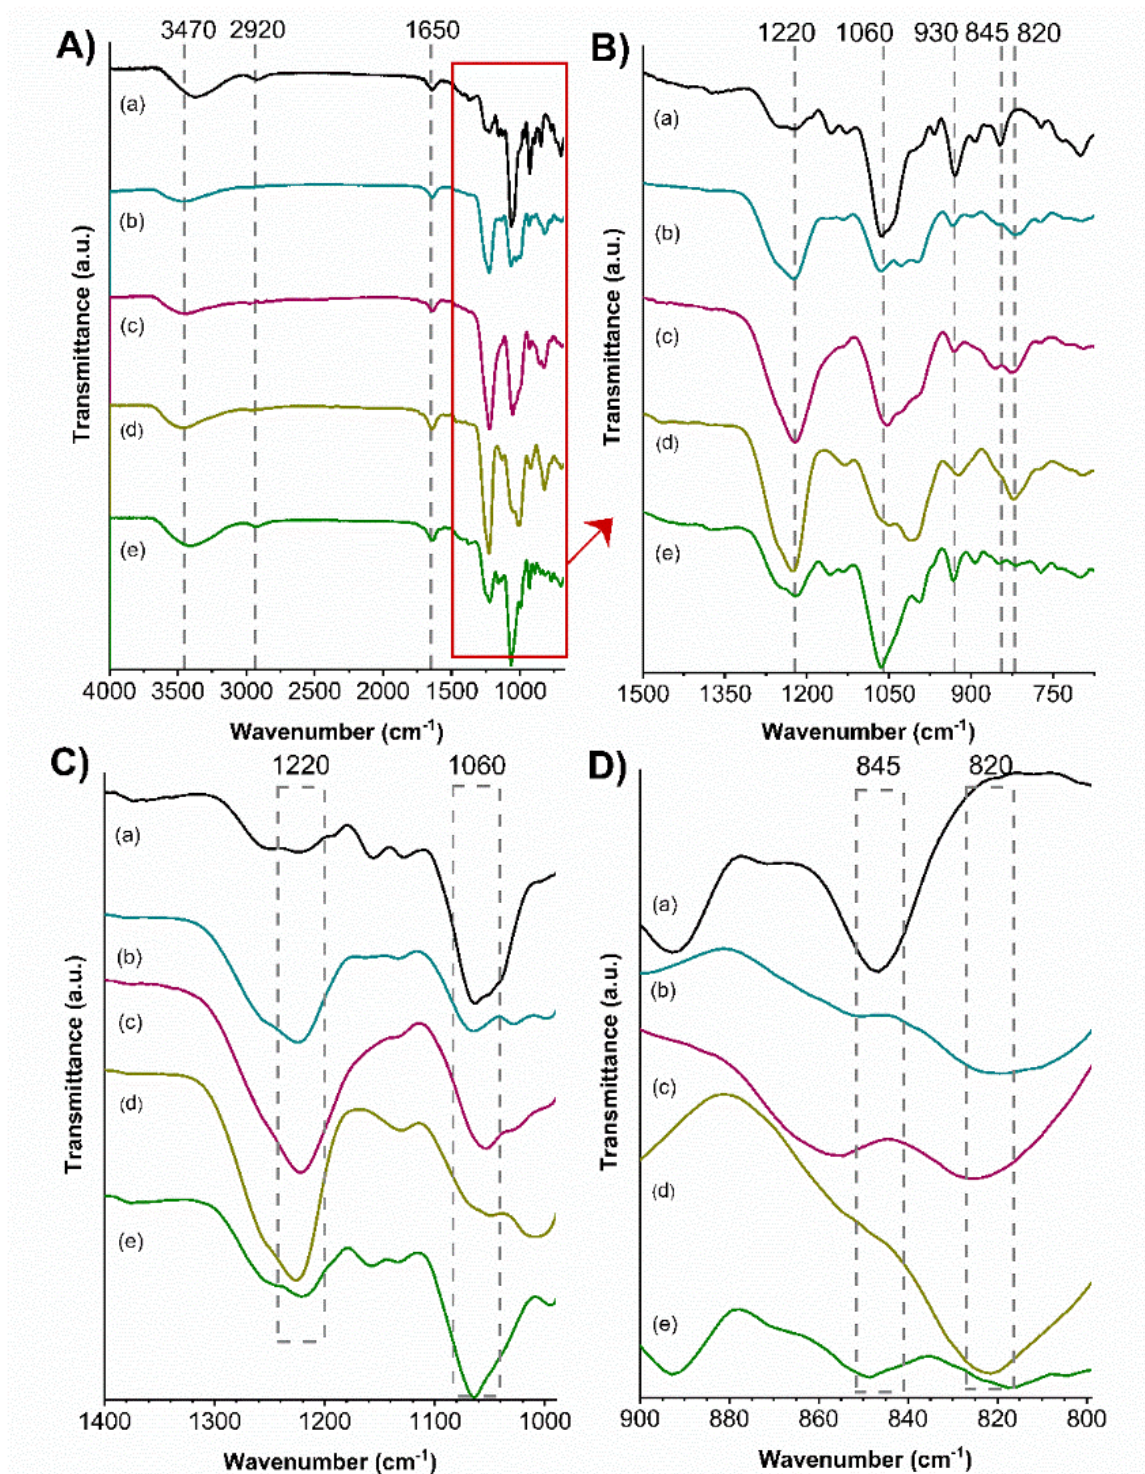 A)
3470 2920 1650
(a)
(b)
(c)
(d)
(e)
Transmittance (a.u.)
4000 3500 3000 2500 2000 1500 1000
Wavenumber (cm-1)
B)
1220 1060 930 845 820
(a)
(b)
(c)
(d)
(e)
Transmittance (a.u.)
1500 1350 1200 1050 900 750
Wavenumber (cm-1)
C)
1220 1060
(a)
(b)
(c)
(d)
(e)
Transmittance (a.u.)
1400 1300 1200 1100 1000
Wavenumber (cm-1)
D)
845 820
(a)
(b)
(c)
(d)
(e)
Transmittance (a.u.)
900 880 860 840 820 800
Wavenumber (cm-1)